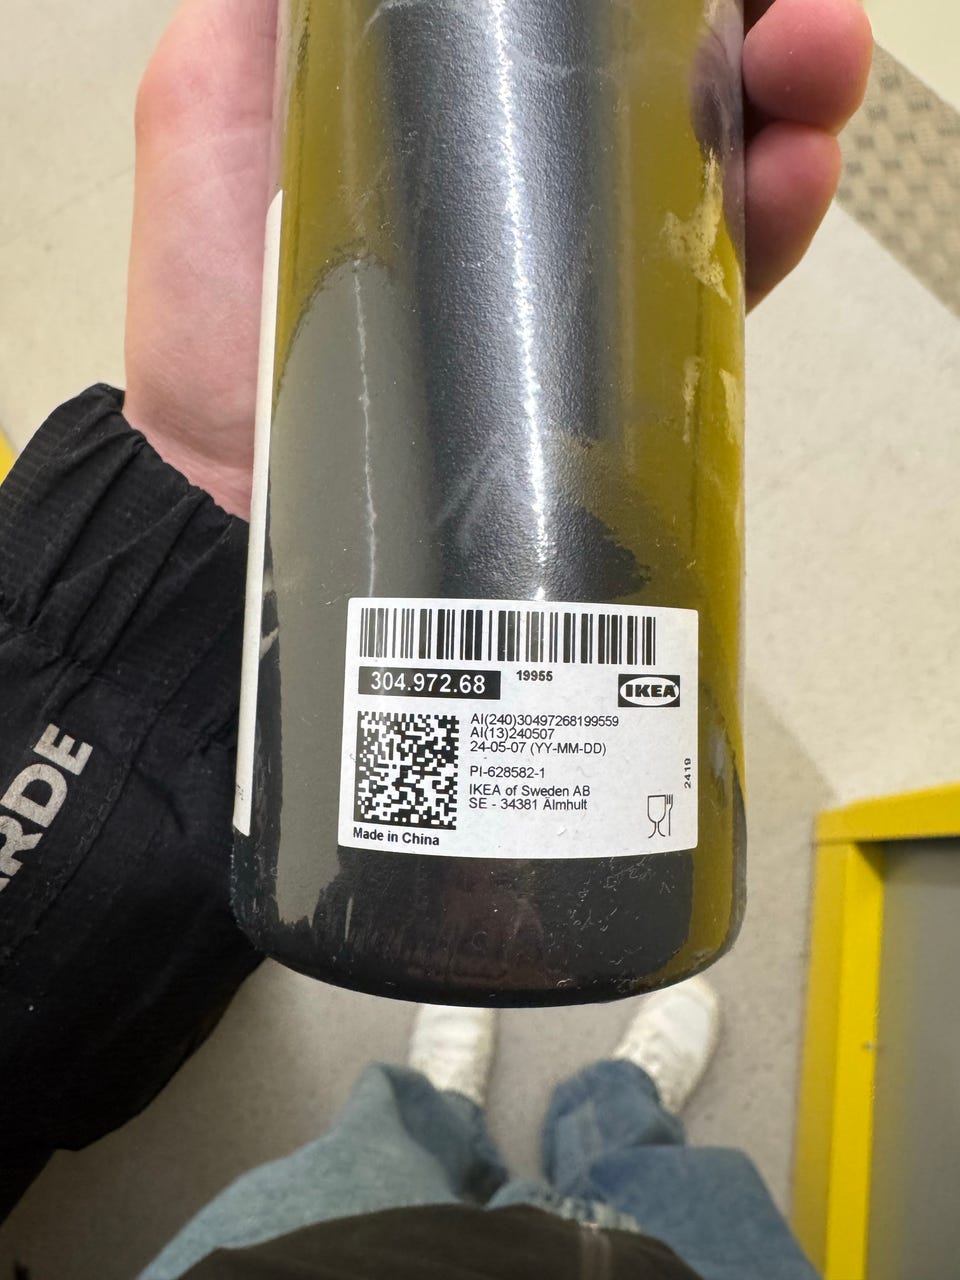 304.972.68
19955
IKEA
AI(240)30497268199559
AI(13)240507
24-05-07 (YY-MM-DD)
PI-628582-1
IKEA of Sweden AB
SE - 34381 Älmhult
2419
Made in China
RDE